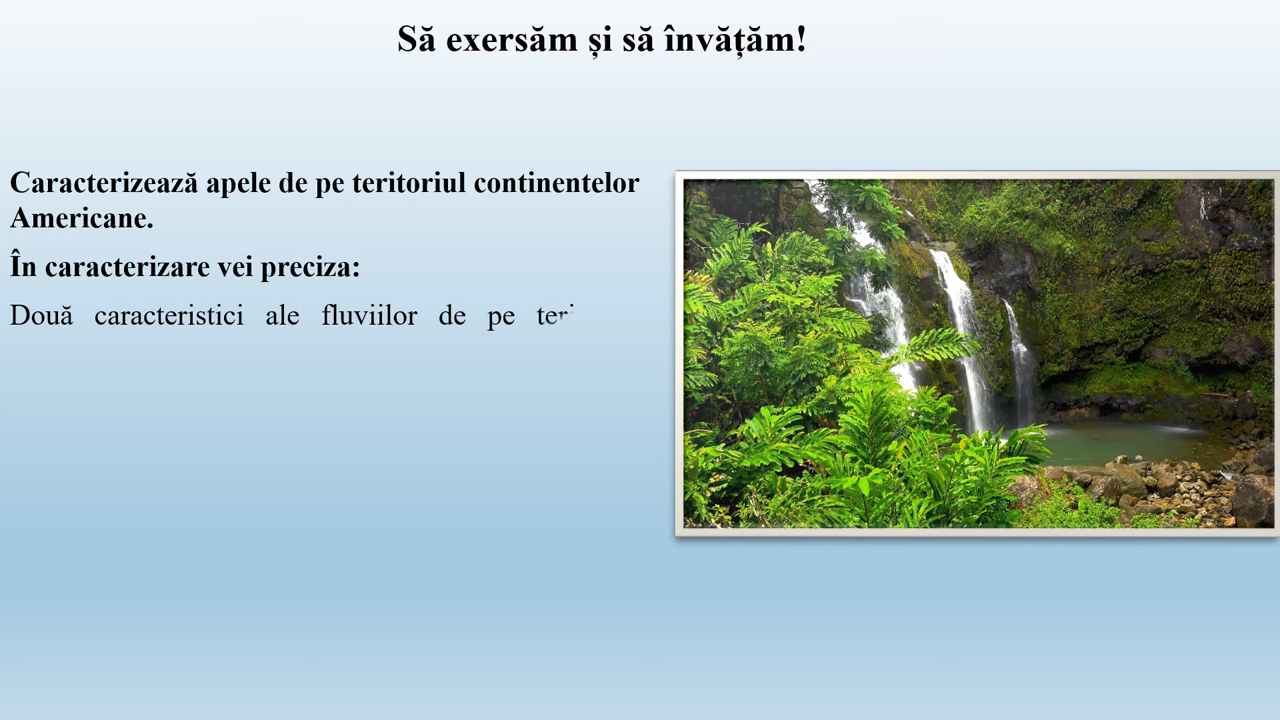 Să exersăm și să învățăm!
Caracterizează apele de pe teritoriul continentelor
Americane.
În caracterizare vei preciza:
Două caracteristici ale fluviilor de pe